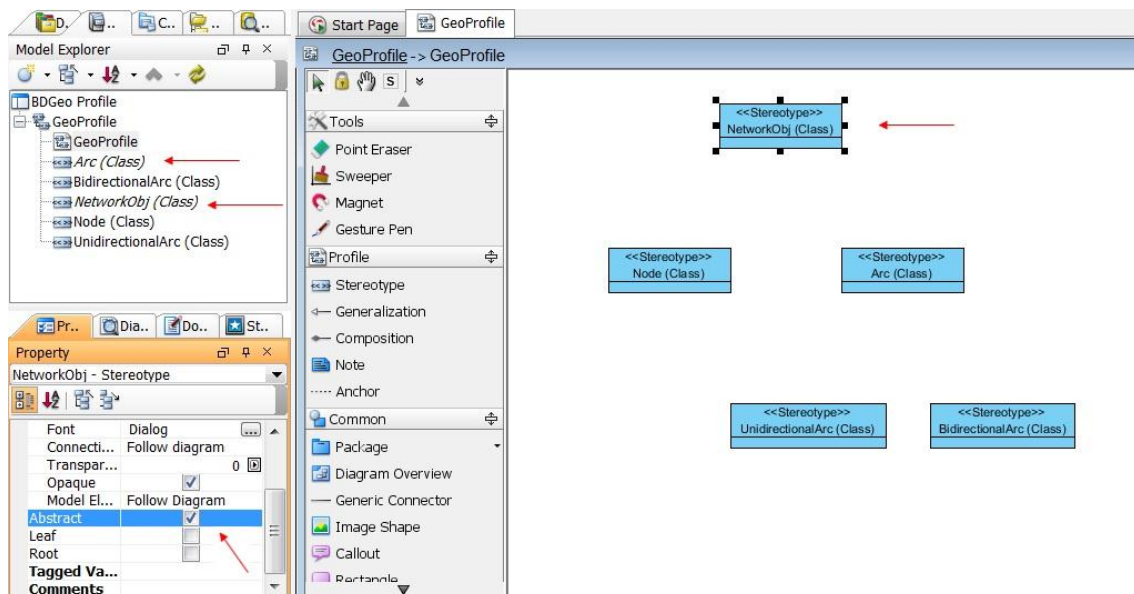 D..
B..
C..
Start Page
GeoProfile
Model Explorer
GeoProfile -> GeoProfile
S
BDGeo Profile
GeoProfile
GeoProfile
Arc (Class)
BidirectionalArc (Class)
NetworkObj (Class)
Node (Class)
UnidirectionalArc (Class)
Pr..
Dia..
Do..
St..
Property
NetworkObj - Stereotype
Font Dialog ...
Connecti... Follow diagram
Transpar... 0
Opaque
Model El... Follow Diagram
Abstract
Leaf
Root
Tagged Va...
Comments
Tools
Point Eraser
Sweeper
Magnet
Gesture Pen
Profile
Stereotype
Generalization
Composition
Note
Anchor
Common
Package
Diagram Overview
Generic Connector
Image Shape
Callout
Rectangle
<<Stereotype>>
NetworkObj (Class)
<<Stereotype>>
Node (Class)
<<Stereotype>>
Arc (Class)
<<Stereotype>>
UnidirectionalArc (Class)
<<Stereotype>>
BidirectionalArc (Class)